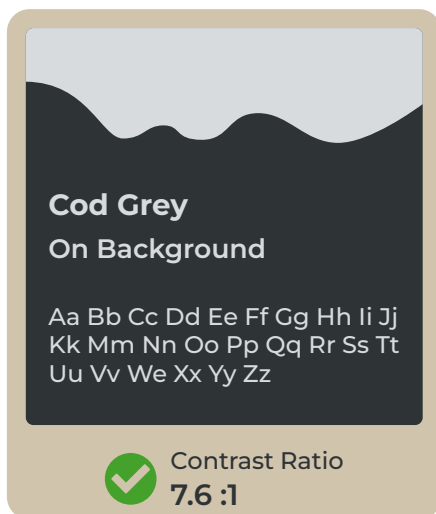 Cod Grey
On Background
Aa Bb Cc Dd Ee Ff Gg Hh Ii Jj
Kk Mm Nn Oo Pp Qq Rr Ss Tt
Uu Vv We Xx Yy Zz
Contrast Ratio
7.6 :1